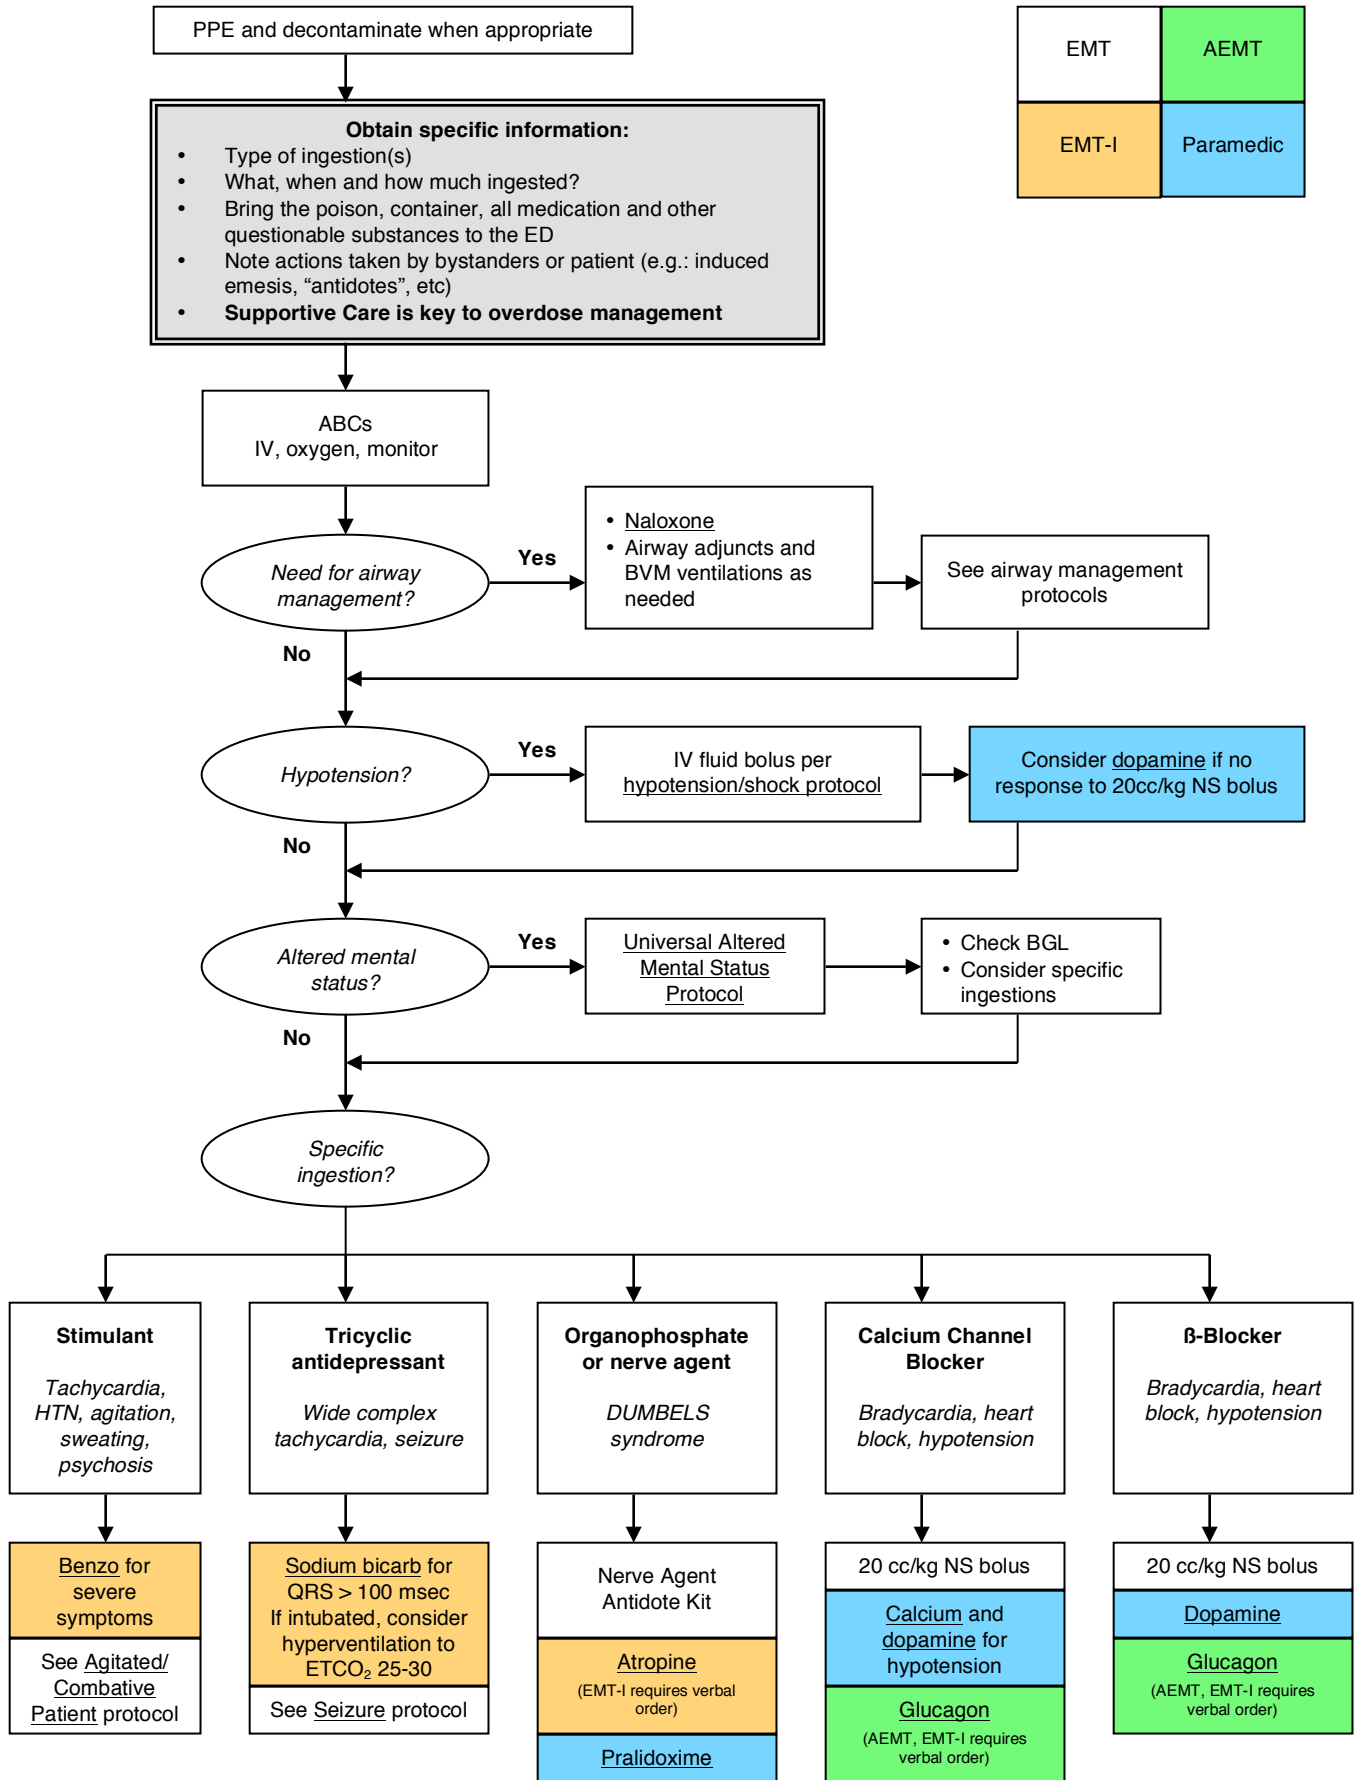 PPE and decontaminate when appropriate
EMT
AEMT
EMT-I
Paramedic
Obtain specific information:
• Type of ingestion(s)
• What, when and how much ingested?
• Bring the poison, container, all medication and other
questionable substances to the ED
• Note actions taken by bystanders or patient (e.g.: induced
emesis, “antidotes”, etc)
• Supportive Care is key to overdose management
ABCs
IV, oxygen, monitor
Need for airway
management?
Yes
• Naloxone
• Airway adjuncts and
BVM ventilations as
needed
See airway management
protocols
No
Hypotension?
Yes
IV fluid bolus per
hypotension/shock protocol
Consider dopamine if no
response to 20cc/kg NS bolus
No
Altered mental
status?
Yes
Universal Altered
Mental Status
Protocol
• Check BGL
• Consider specific
ingestions
No
Specific
ingestion?
Stimulant
Tachycardia,
HTN, agitation,
sweating,
psychosis
Benzo for
severe
symptoms
See Agitated/
Combative
Patient protocol
Tricyclic
antidepressant
Wide complex
tachycardia, seizure
Sodium bicarb for
QRS > 100 msec
If intubated, consider
hyperventilation to
ETCO₂ 25-30
See Seizure protocol
Organophosphate
or nerve agent
DUMBELS
syndrome
Nerve Agent
Antidote Kit
Atropine
(EMT-I requires verbal
order)
Pralidoxime
Calcium Channel
Blocker
Bradycardia, heart
block, hypotension
20 cc/kg NS bolus
Calcium and
dopamine for
hypotension
Glucagon
(AEMT, EMT-I requires
verbal order)
ß-Blocker
Bradycardia, heart
block, hypotension
20 cc/kg NS bolus
Dopamine
Glucagon
(AEMT, EMT-I requires
verbal order)